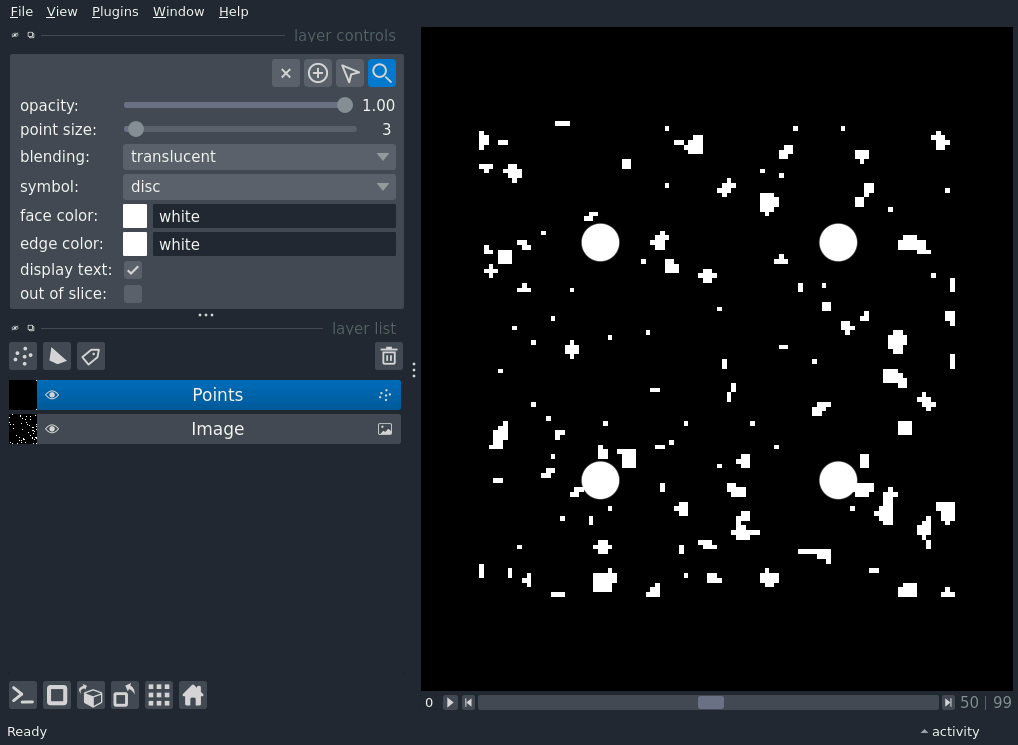 File View Plugins Window Help
layer controls
opacity: 1.00
point size: 3
blending: translucent
symbol: disc
face color: white
edge color: white
display text:
out of slice:
layer list
Points
Image
0 50 | 99
Ready activity